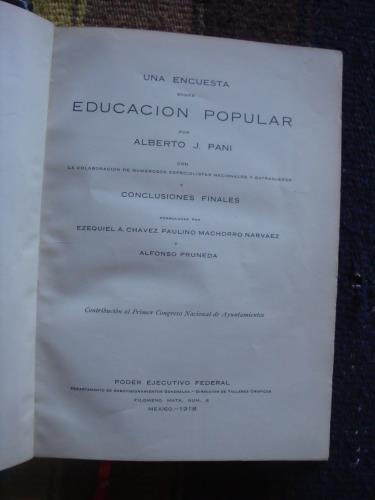 UNA ENCUESTA
SOBRE
EDUCACION POPULAR
POR
ALBERTO J. PANI
CON
LA COLABORACION DE NUMEROSOS ESPECIALISTAS NACIONALES Y EXTRANJEROS
Y
CONCLUSIONES FINALES
FORMULADAS POR
EZEQUIEL A. CHAVEZ PAULINO MACHORRO NARVAEZ
Y
ALFONSO PRUNEDA
Contribución al Primer Congreso Nacional de Ayuntamientos
PODER EJECUTIVO FEDERAL
DEPARTAMENTO DE APROVISIONAMIENTOS GENERALES.—DIRECCION DE TALLERES GRAFICOS
FILOMENO MATA, NUM. 8
MEXICO.—1918